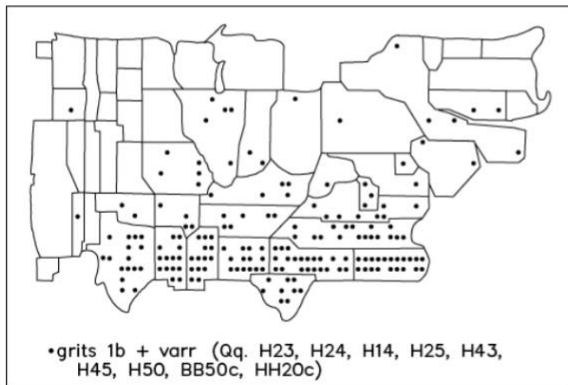 •grits 1b + varr (Qq. H23, H24, H14, H25, H43,
H45, H50, BB50c, HH20c)